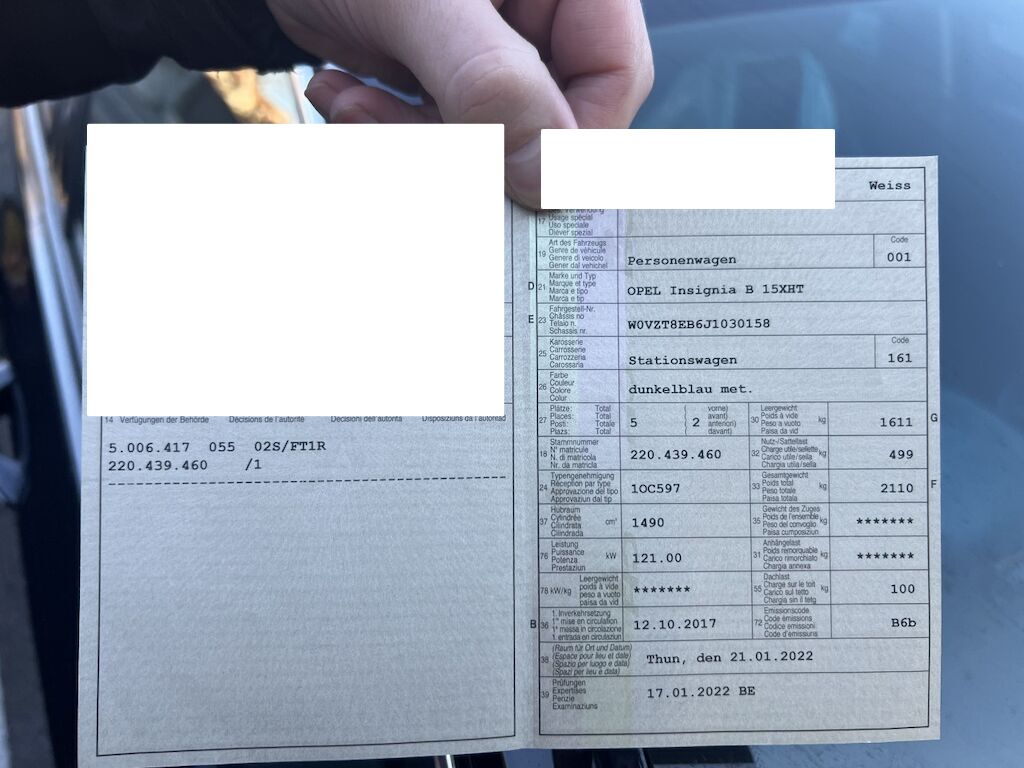 14 Verfügungen der Behörde Décisions de l'autorité Decisioni dell'autorità Disposiziuns da l'autoritad
5.006.417 055 02S/FT1R
220.439.460 /1
Weiss
17 Usage spécial
Uso speciale
Diever spezial
19 Art des Fahrzeugs
Genre de véhicule
Genere di veicolo
Gener dal vehichel
Personenwagen
Code
001
D 21 Marke und Typ
Marque et type
Marca e tipo
Marca e tip
OPEL Insignia B 15XHT
E 23 Fahrgestell-Nr.
Châssis no
Telaio n.
Schassis nr.
W0VZT8EB6J1030158
25 Karosserie
Carrosserie
Carrozzeria
Carossaria
Stationswagen
Code
161
26 Farbe
Couleur
Colore
Colur
dunkelblau met.
27 Plätze: Total
Places: Total
Posti: Totale
Plazs: Total
5
( vorne)
( avant)
( anteriori)
( davant)
2
30 Leergewicht
Poids à vide
Peso a vuoto
Paisa da vid
kg
1611
G
18 Stammnummer
N° matricule
N. di matricola
Nr. da matricla
220.439.460
32 Nutz-/Sattellast
Charge utile/sellette
Carico utile/sella
Chargia utila/sella
kg
499
24 Typengenehmigung
Réception par type
Approvazione del tipo
Approvaziun dal tip
1OC597
33 Gesamtgewicht
Poids total
Peso totale
Paisa totala
kg
2110
F
37 Hubraum
Cylindrée
Cilindrata
Cilindrada
cm³
1490
35 Gewicht des Zuges
Poids de l'ensemble
Peso del convoglio
Paisa cumposiziun
kg
*******
76 Leistung
Puissance
Potenza
Prestaziun
kW
121.00
31 Anhängelast
Poids remorquable
Carico rimorchiato
Chargia annexa
kg
*******
78 kW/kg
Leergewicht
poids à vide
peso a vuoto
paisa da vid
*******
55 Dachlast
Charge sur le toit
Carico sul tetto
Chargia sin il tetg
kg
100
B 36 1. Inverkehrsetzung
1re mise en circulation
1a messa in circolazione
1. entrada en circulaziun
12.10.2017
72 Emissionscode
Code émissions
Codice emissioni
Code d'emissiuns
B6b
38 (Raum für Ort und Datum)
(Espace pour lieu et date)
(Spazio per luogo e data)
(Spazi per lieu e data)
Thun, den 21.01.2022
39 Prüfungen
Expertises
Perizie
Examinaziuns
17.01.2022 BE